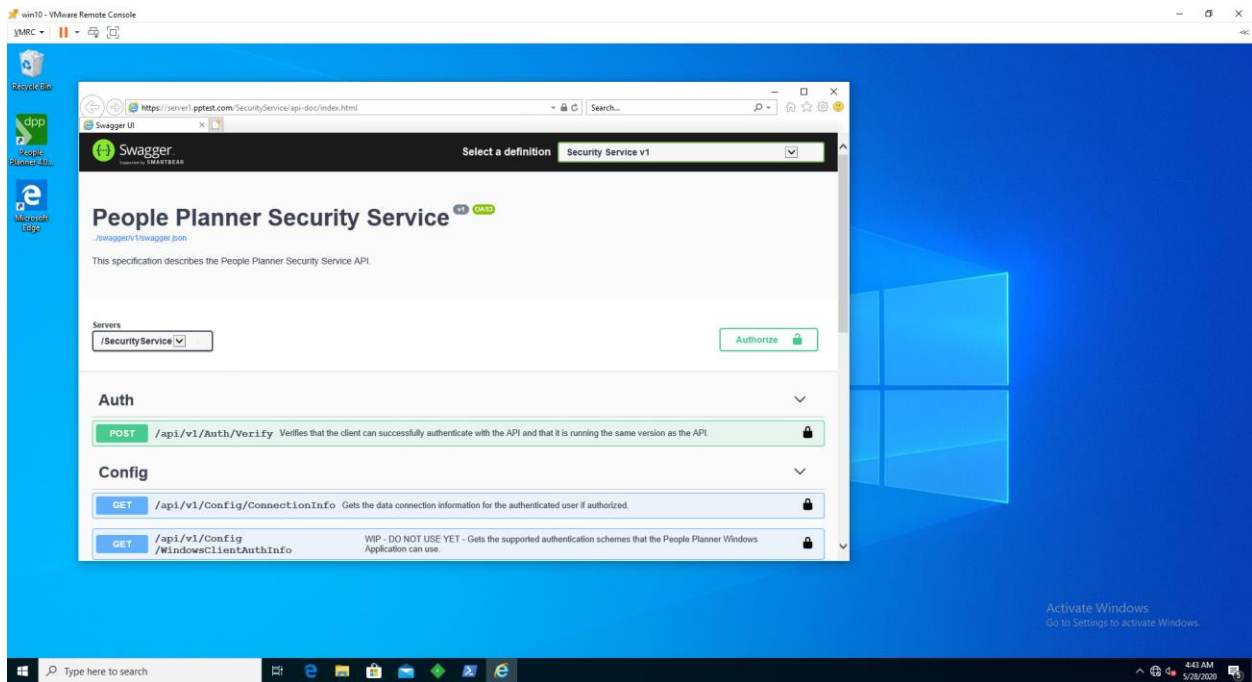 win10 - VMware Remote Console
VMRC
Recycle Bin
https://server1.pptest.com/SecurityService/api-doc/index.html
Search...
Swagger UI
dpp
People
Planner 4.0...
Swagger.
Supported by SMARTBEAR
Select a definition
Security Service v1
Microsoft
Edge
People Planner Security Service
v1
OAS3
../swagger/v1/swagger.json
This specification describes the People Planner Security Service API.
Servers
/SecurityService
Authorize
Auth
POST /api/v1/Auth/Verify Verifies that the client can successfully authenticate with the API and that it is running the same version as the API.
Config
GET /api/v1/Config/ConnectionInfo Gets the data connection information for the authenticated user if authorized.
GET /api/v1/Config
/WindowsClientAuthInfo
WIP - DO NOT USE YET - Gets the supported authentication schemes that the People Planner Windows
Application can use.
Activate Windows
Go to Settings to activate Windows.
Type here to search
4:43 AM
5/28/2020